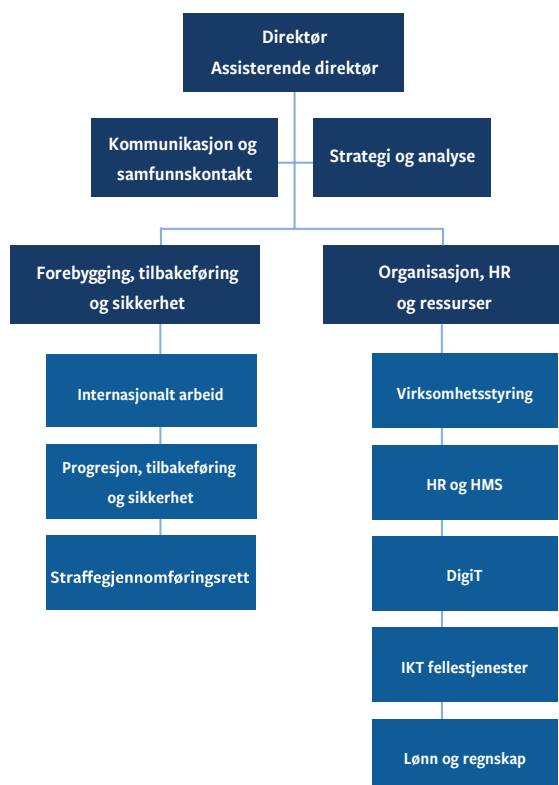 Direktør
Assisterende direktør
Kommunikasjon og
samfunnskontakt
Strategi og analyse
Forebygging, tilbakeføring
og sikkerhet
Organisasjon, HR
og ressurser
Internasjonalt arbeid
Progresjon, tilbakeføring
og sikkerhet
Straffegjennomføringsrett
Virksomhetsstyring
HR og HMS
DigiT
IKT fellestjenester
Lønn og regnskap